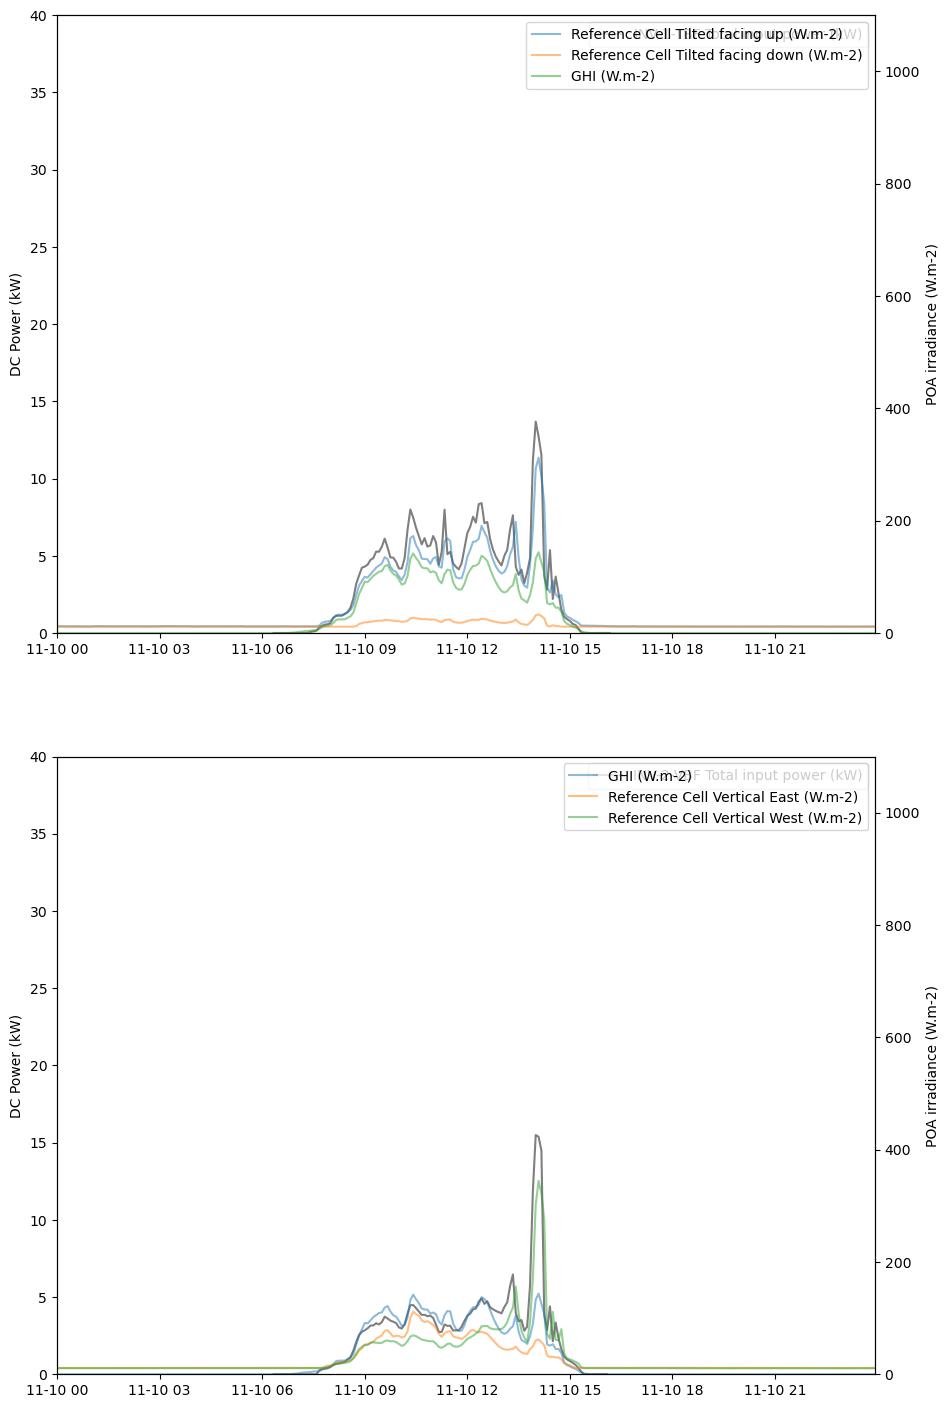 40
35
30
25
20
15
10
5
0
DC Power (kW)
Reference Cell Tilted facing up (W.m-2)
Reference Cell Tilted facing down (W.m-2)
GHI (W.m-2)
1000
800
600
400
200
0
POA irradiance (W.m-2)
11-10 00 11-10 03 11-10 06 11-10 09 11-10 12 11-10 15 11-10 18 11-10 21
40
35
30
25
20
15
10
5
0
DC Power (kW)
GHI (W.m-2)
Total input power (kW)
Reference Cell Vertical East (W.m-2)
Reference Cell Vertical West (W.m-2)
1000
800
600
400
200
0
POA irradiance (W.m-2)
11-10 00 11-10 03 11-10 06 11-10 09 11-10 12 11-10 15 11-10 18 11-10 21